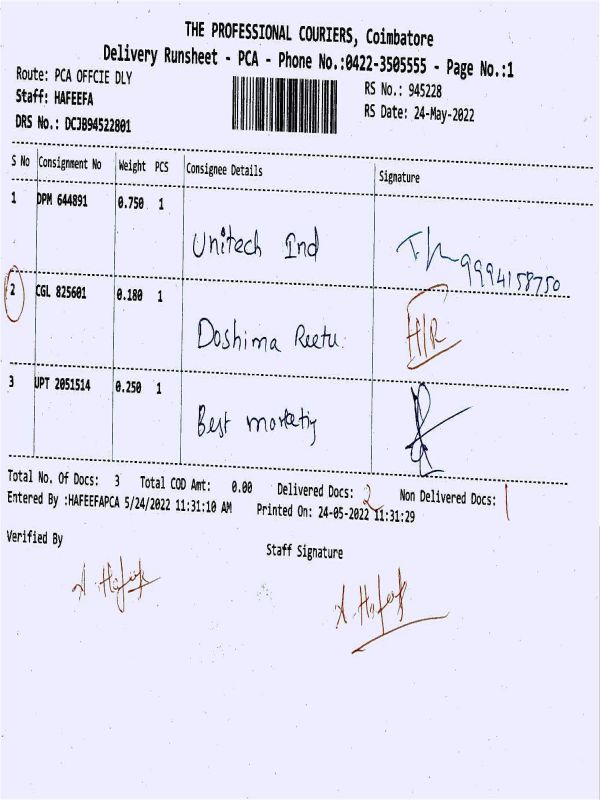 THE PROFESSIONAL COURIERS, Coimbatore
Delivery Runsheet - PCA - Phone No.:0422-3505555 - Page No.:1
Route: PCA OFFCIE DLY
RS No.: 945228
Staff: HAFEEFA
RS Date: 24-May-2022
DRS No.: DCJB94522801
S No Consignment No Weight PCS Consignee Details Signature
1 DPM 644891 0.750 1
Unitech Ind 9994158750
2 CGL 825601 0.180 1
Doshima Reetu. H/R
3 UPT 2051514 0.250 1
Best marketig
Total No. Of Docs: 3 Total COD Amt: 0.00 Delivered Docs: 2 Non Delivered Docs: 1
Entered By :HAFEEFAPCA 5/24/2022 11:31:10 AM Printed On: 24-05-2022 11:31:29
Verified By Staff Signature